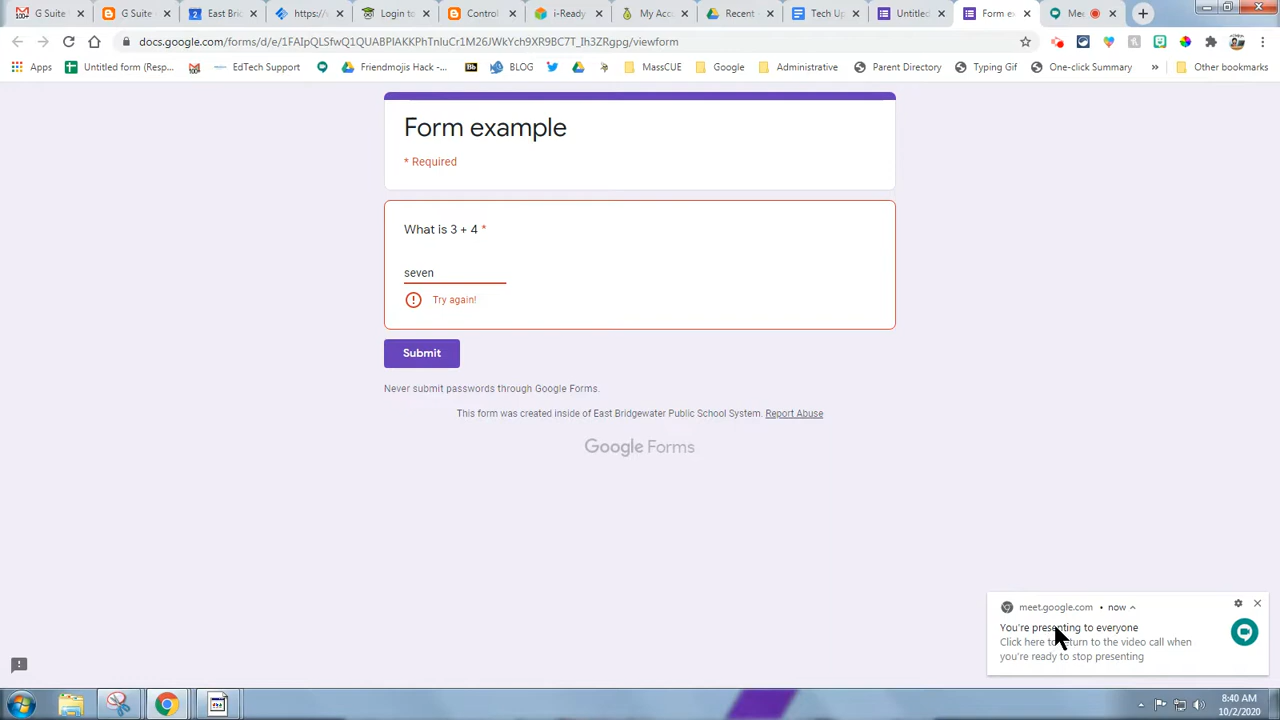 G Suite
G Suite
East Bri
https://
Login to
Control
i-Ready
My Acc
Recent
Tech Up
Untitled
Form ex
Mee
docs.google.com/forms/d/e/1FAIpQLSfwQ1QUABPIAKKPhTnluCr1M26JWkYch9XR9BC7T_Ih3ZRgpg/viewform
Apps
Untitled form (Resp...
EdTech Support
Friendmojis Hack -...
Bb
BLOG
MassCUE
Google
Administrative
Parent Directory
Typing Gif
One-click Summary
»
Other bookmarks
Form example
* Required
What is 3 + 4 *
seven
Try again!
Submit
Never submit passwords through Google Forms.
This form was created inside of East Bridgewater Public School System. Report Abuse
Google Forms
meet.google.com • now
You're presenting to everyone
Click here to return to the video call when
you're ready to stop presenting
8:40 AM
10/2/2020